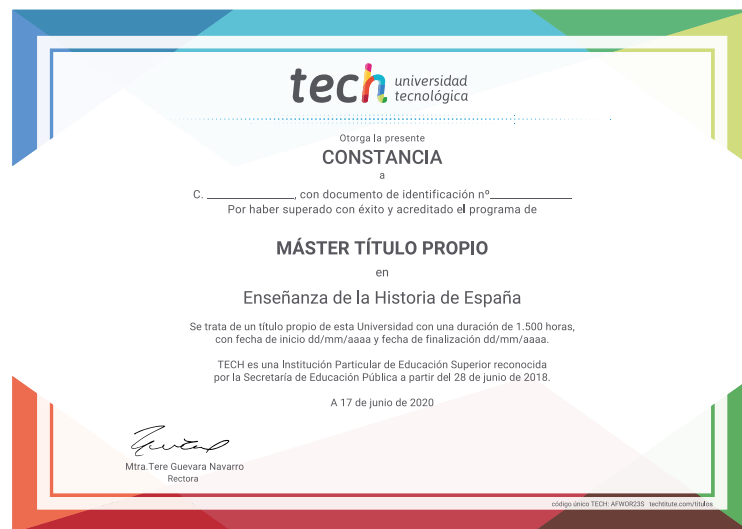 tech universidad
tecnológica
Otorga la presente
CONSTANCIA
a
C. ________________, con documento de identificación nº______________
Por haber superado con éxito y acreditado el programa de
MÁSTER TÍTULO PROPIO
en
Enseñanza de la Historia de España
Se trata de un título propio de esta Universidad con una duración de 1.500 horas,
con fecha de inicio dd/mm/aaaa y fecha de finalización dd/mm/aaaa.
TECH es una Institución Particular de Educación Superior reconocida
por la Secretaría de Educación Pública a partir del 28 de junio de 2018.
A 17 de junio de 2020
Mtra.Tere Guevara Navarro
Rectora
código único TECH: AFWOR23S techtitute.com/titulos